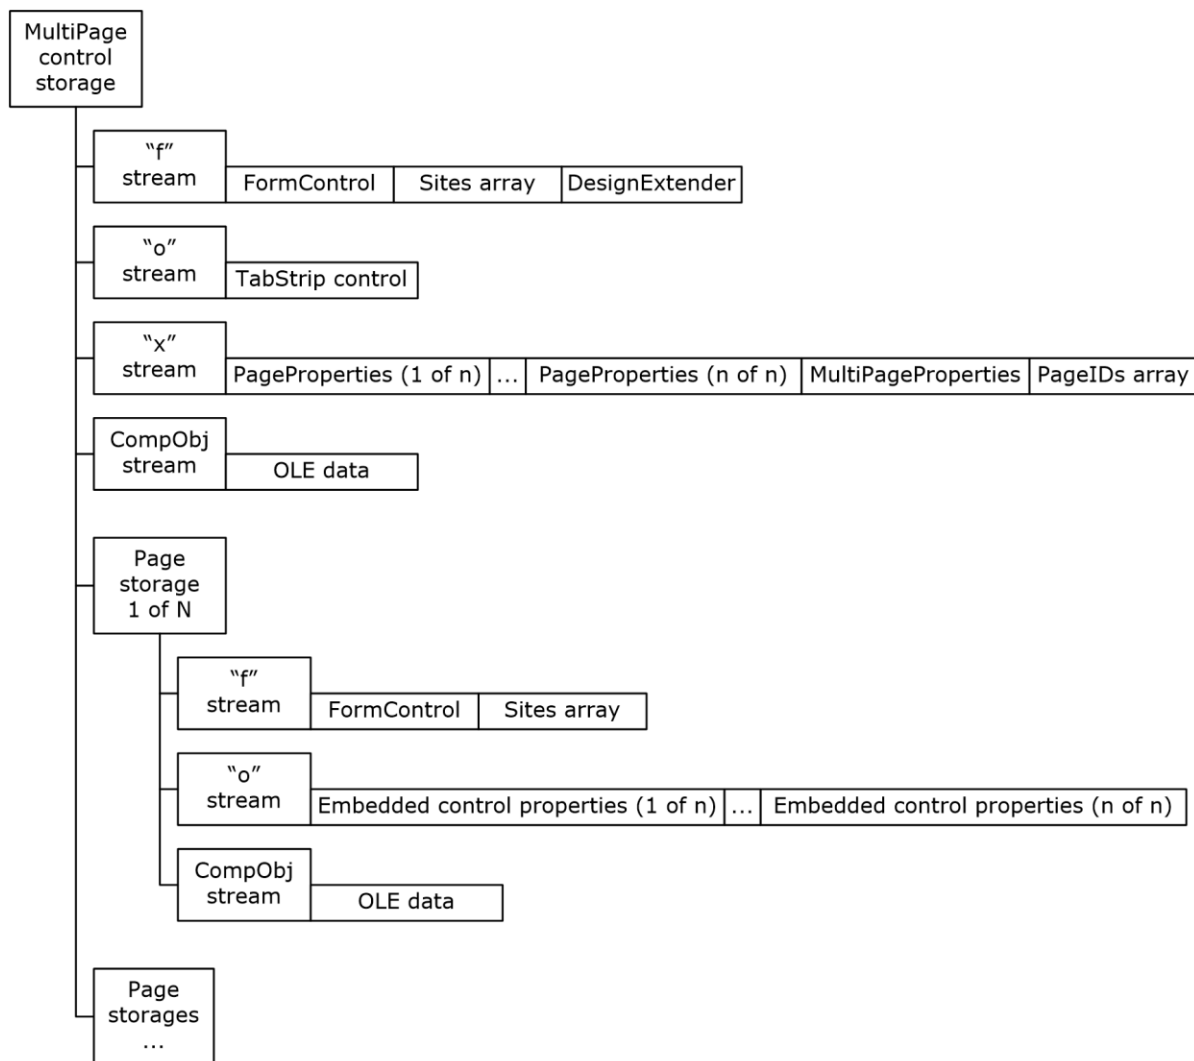 MultiPage
control
storage
“f”
stream
FormControl
Sites array
DesignExtender
“o”
stream
TabStrip control
“x”
stream
PageProperties (1 of n)
...
PageProperties (n of n)
MultiPageProperties
PageIDs array
CompObj
stream
OLE data
Page
storage
1 of N
“f”
stream
FormControl
Sites array
“o”
stream
Embedded control properties (1 of n)
...
Embedded control properties (n of n)
CompObj
stream
OLE data
Page
storages
...